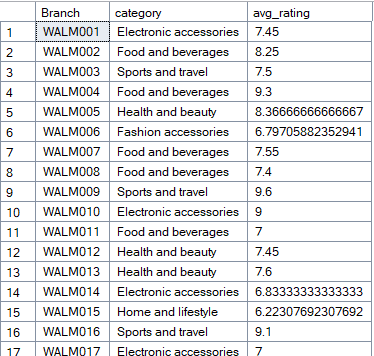 Branch category avg_rating
1 WALM001 Electronic accessories 7.45
2 WALM002 Food and beverages 8.25
3 WALM003 Sports and travel 7.5
4 WALM004 Food and beverages 9.3
5 WALM005 Health and beauty 8.36666666666667
6 WALM006 Fashion accessories 6.79705882352941
7 WALM007 Food and beverages 7.55
8 WALM008 Food and beverages 7.4
9 WALM009 Sports and travel 9.6
10 WALM010 Electronic accessories 9
11 WALM011 Food and beverages 7
12 WALM012 Health and beauty 7.45
13 WALM013 Health and beauty 7.6
14 WALM014 Electronic accessories 6.83333333333333
15 WALM015 Home and lifestyle 6.22307692307692
16 WALM016 Sports and travel 9.1
17 WALM017 Electronic accessories 7